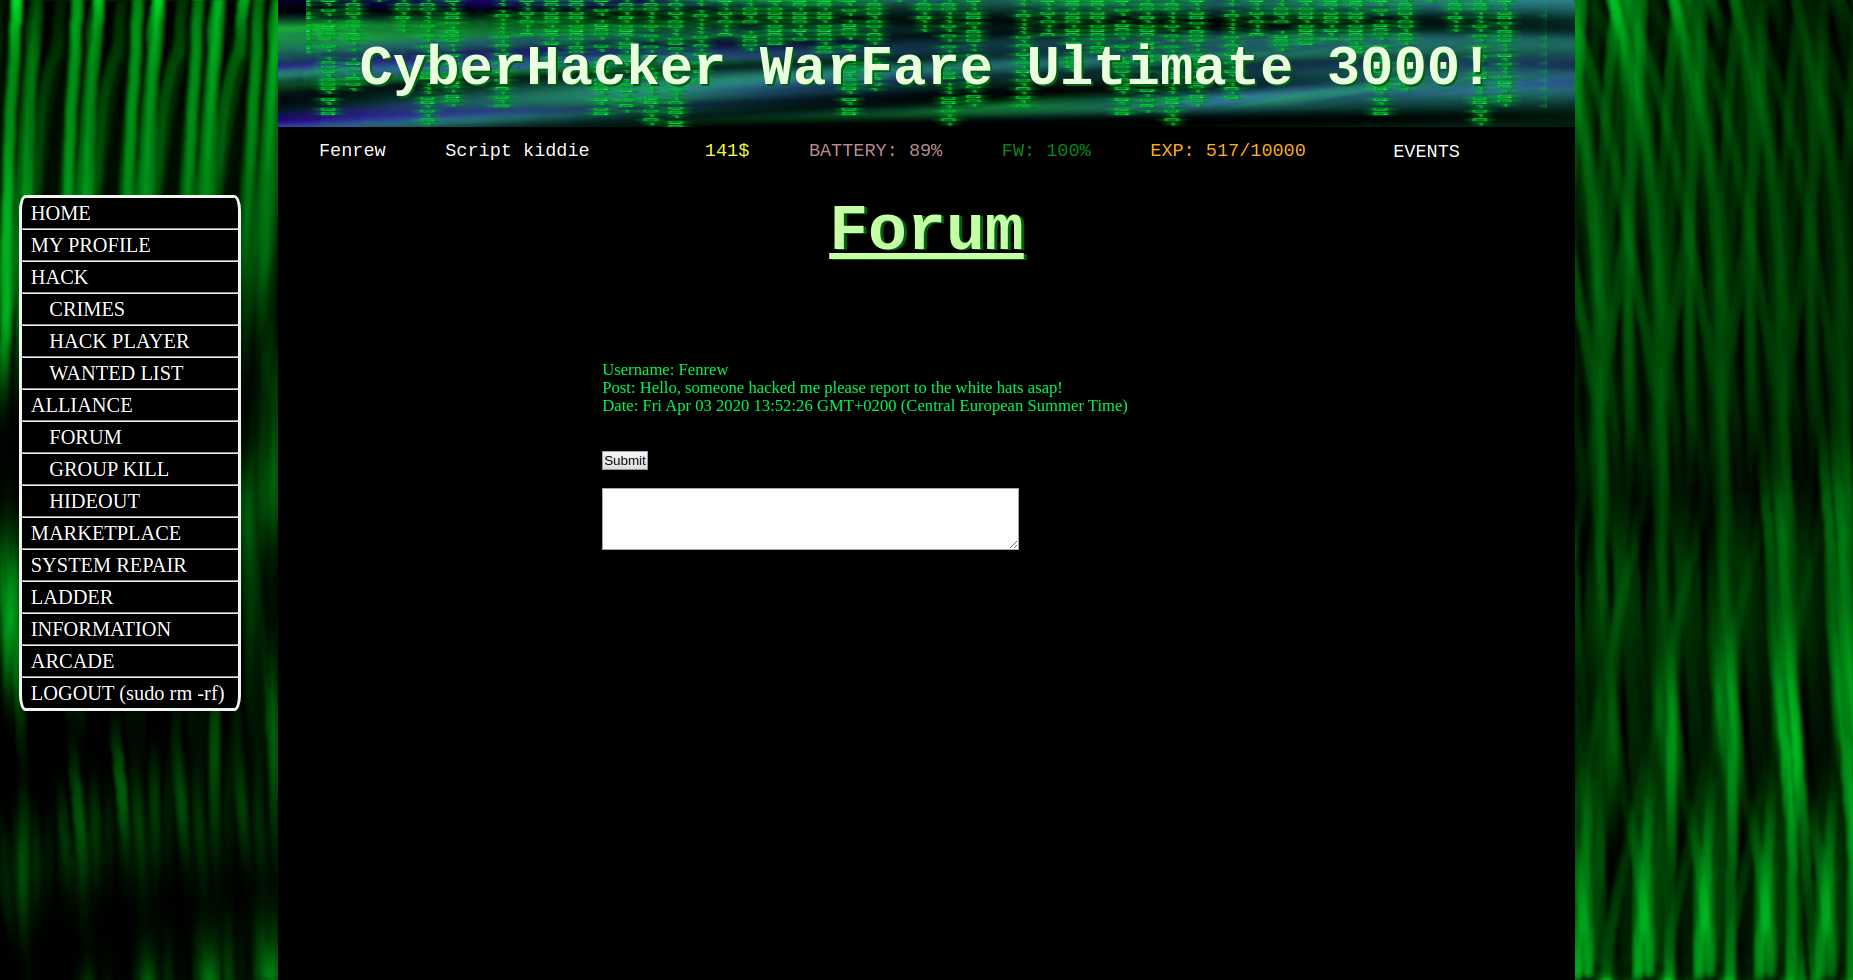 CyberHacker WarFare Ultimate 3000!
Fenrew Script kiddie 141$ BATTERY: 89% FW: 100% EXP: 517/10000 EVENTS
HOME
MY PROFILE
HACK
CRIMES
HACK PLAYER
WANTED LIST
ALLIANCE
FORUM
GROUP KILL
HIDEOUT
MARKETPLACE
SYSTEM REPAIR
LADDER
INFORMATION
ARCADE
LOGOUT (sudo rm -rf)
Forum
Username: Fenrew
Post: Hello, someone hacked me please report to the white hats asap!
Date: Fri Apr 03 2020 13:52:26 GMT+0200 (Central European Summer Time)
Submit